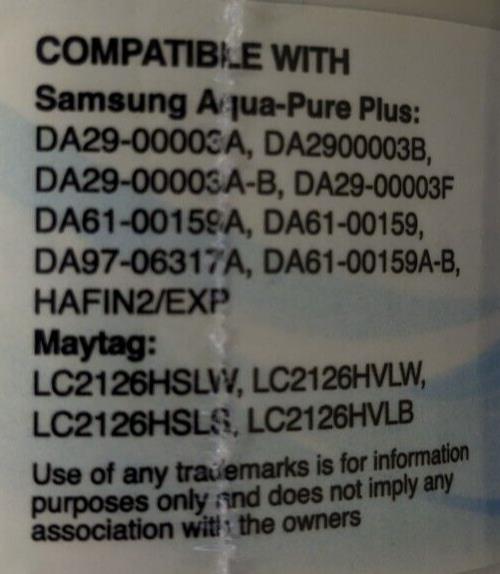 COMPATIBLE WITH
Samsung Aqua-Pure Plus:
DA29-00003A, DA2900003B,
DA29-00003A-B, DA29-00003F
DA61-00159A, DA61-00159,
DA97-06317A, DA61-00159A-B,
HAFIN2/EXP
Maytag:
LC2126HSLW, LC2126HVLW,
LC2126HSLS, LC2126HVLB
Use of any trademarks is for information
purposes only and does not imply any
association with the owners